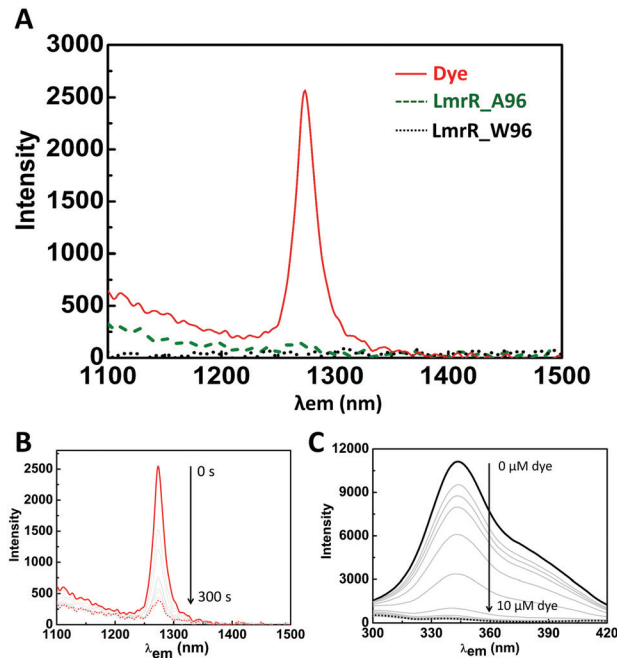 A
3000
2500
2000
1500
1000
500
0
Intensity
Dye
LmrR_A96
LmrR_W96
1100 1200 1300 1400 1500
λem (nm)
B
2500
2000
1500
1000
500
0
Intensity
0 s
300 s
1100 1200 1300 1400 1500
λem (nm)
C
12000
9000
6000
3000
0
Intensity
0 µM dye
10 µM dye
300 330 360 390 420
λem (nm)